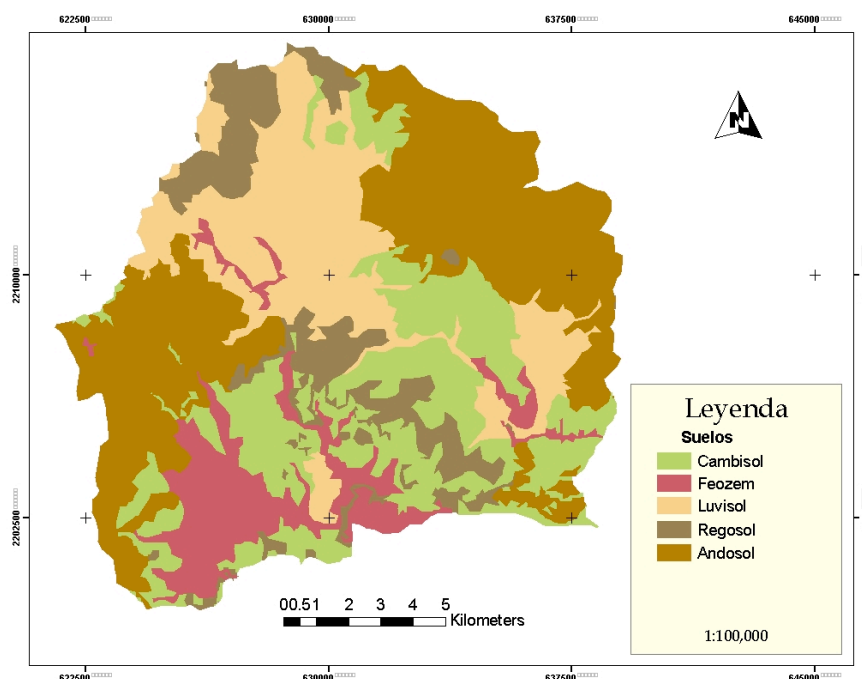 622500 630000 637500 645000
N
2210000
Leyenda
Suelos
Cambisol
Feozem
Luvisol
Regosol
Andosol
2202500
00.51 2 3 4 5
Kilometers
1:100,000
622500 630000 637500 645000